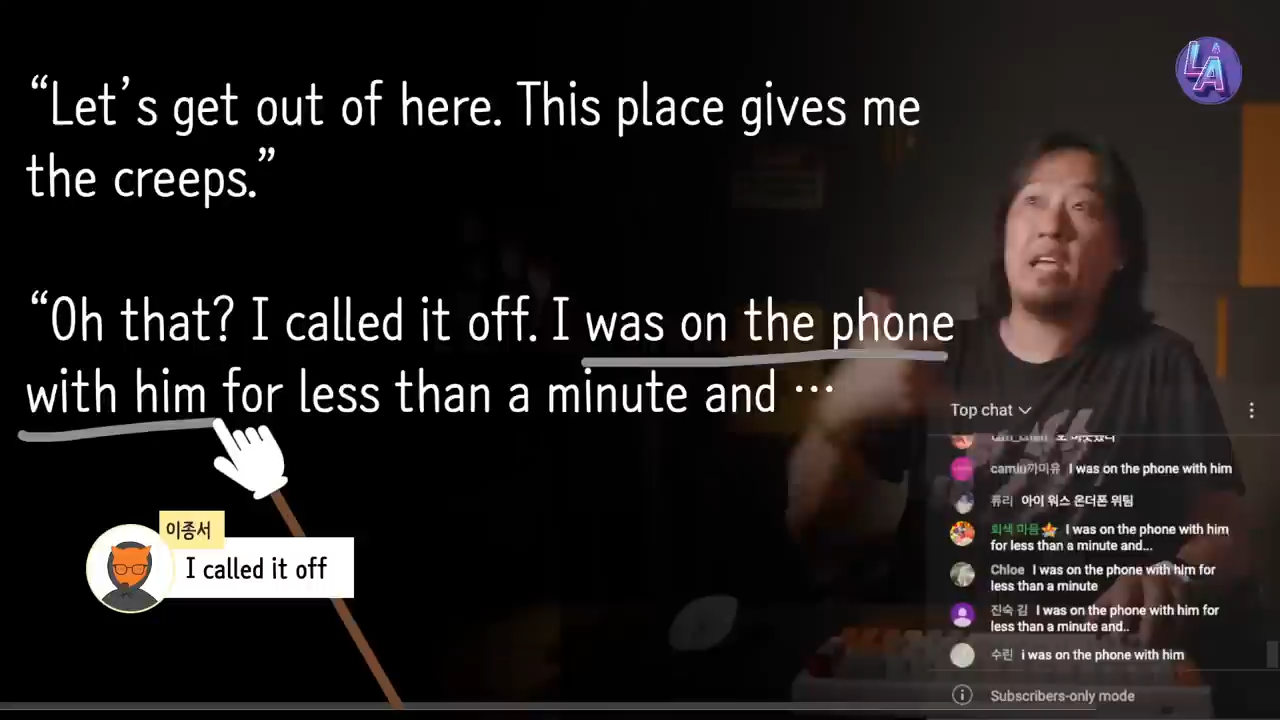 “Let’s get out of here. This place gives me
the creeps.”
“Oh that? I called it off. I was on the phone
with him for less than a minute and ⋯
이종서
I called it off
LA
Top chat
camiu까미유 I was on the phone with him
퓨리 아이 워스 온더폰 위팀
회색 마음 I was on the phone with him
for less than a minute and...
Chloe I was on the phone with him for
less than a minute
진숙 김 I was on the phone with him for
less than a minute and..
수린 i was on the phone with him
Subscribers-only mode